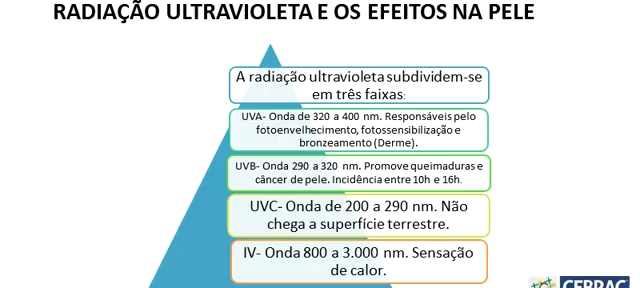 RADIAÇÃO ULTRAVIOLETA E OS EFEITOS NA PELE
A radiação ultravioleta subdividem-se
em três faixas:
UVA- Onda de 320 a 400 nm. Responsáveis pelo
fotoenvelhecimento, fotossensibilização e
bronzeamento (Derme).
UVB- Onda 290 a 320 nm. Promove queimaduras e
câncer de pele. Incidência entre 10h e 16h.
UVC- Onda de 200 a 290 nm. Não
chega a superfície terrestre.
IV- Onda 800 a 3.000 nm. Sensação
de calor.
CEBRAC